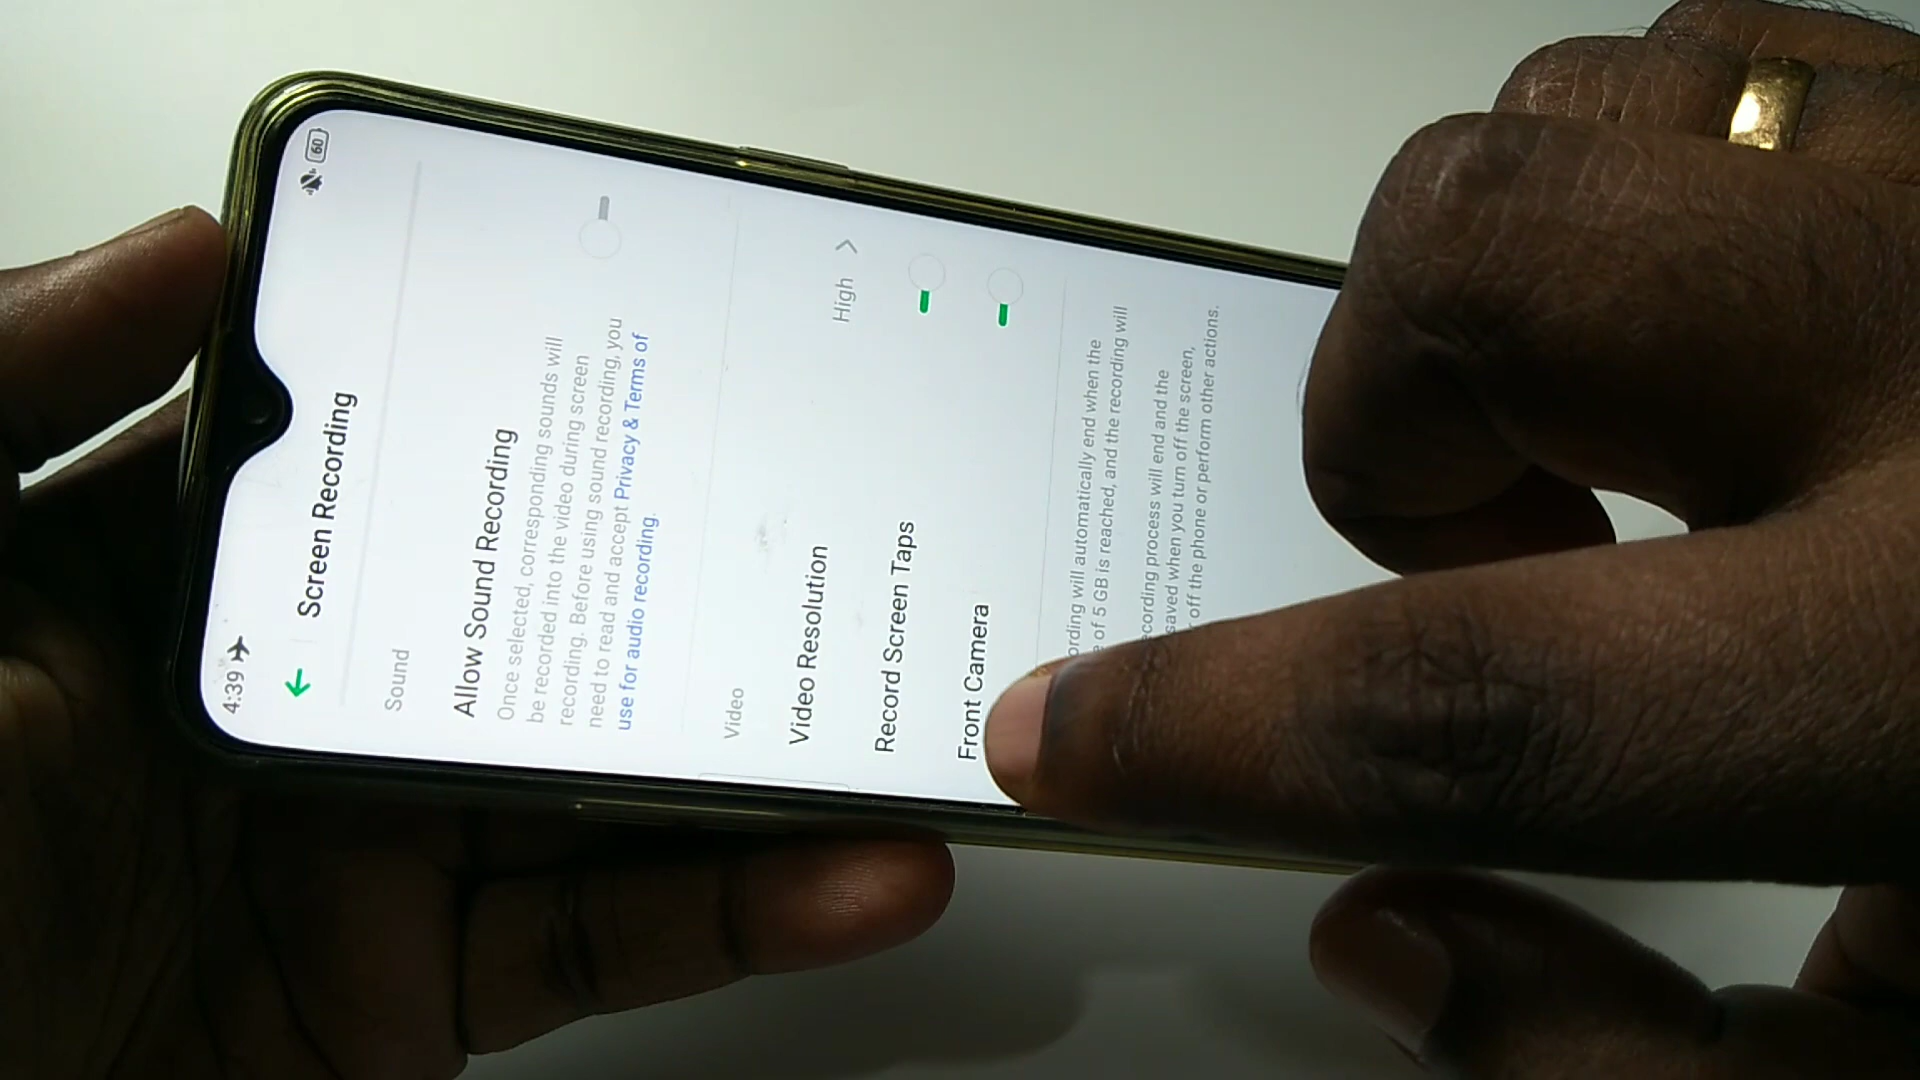 4:39
60
Screen Recording
Sound
Allow Sound Recording
Once selected, corresponding sounds will
be recorded into the video during screen
recording. Before using sound recording, you
need to read and accept Privacy & Terms of
use for audio recording.
Video
Video Resolution High
Record Screen Taps
Front Camera
will automatically end when the
of 5 GB is reached, and the recording will
process will end and the
saved when you turn off the screen,
off the phone or perform other actions.